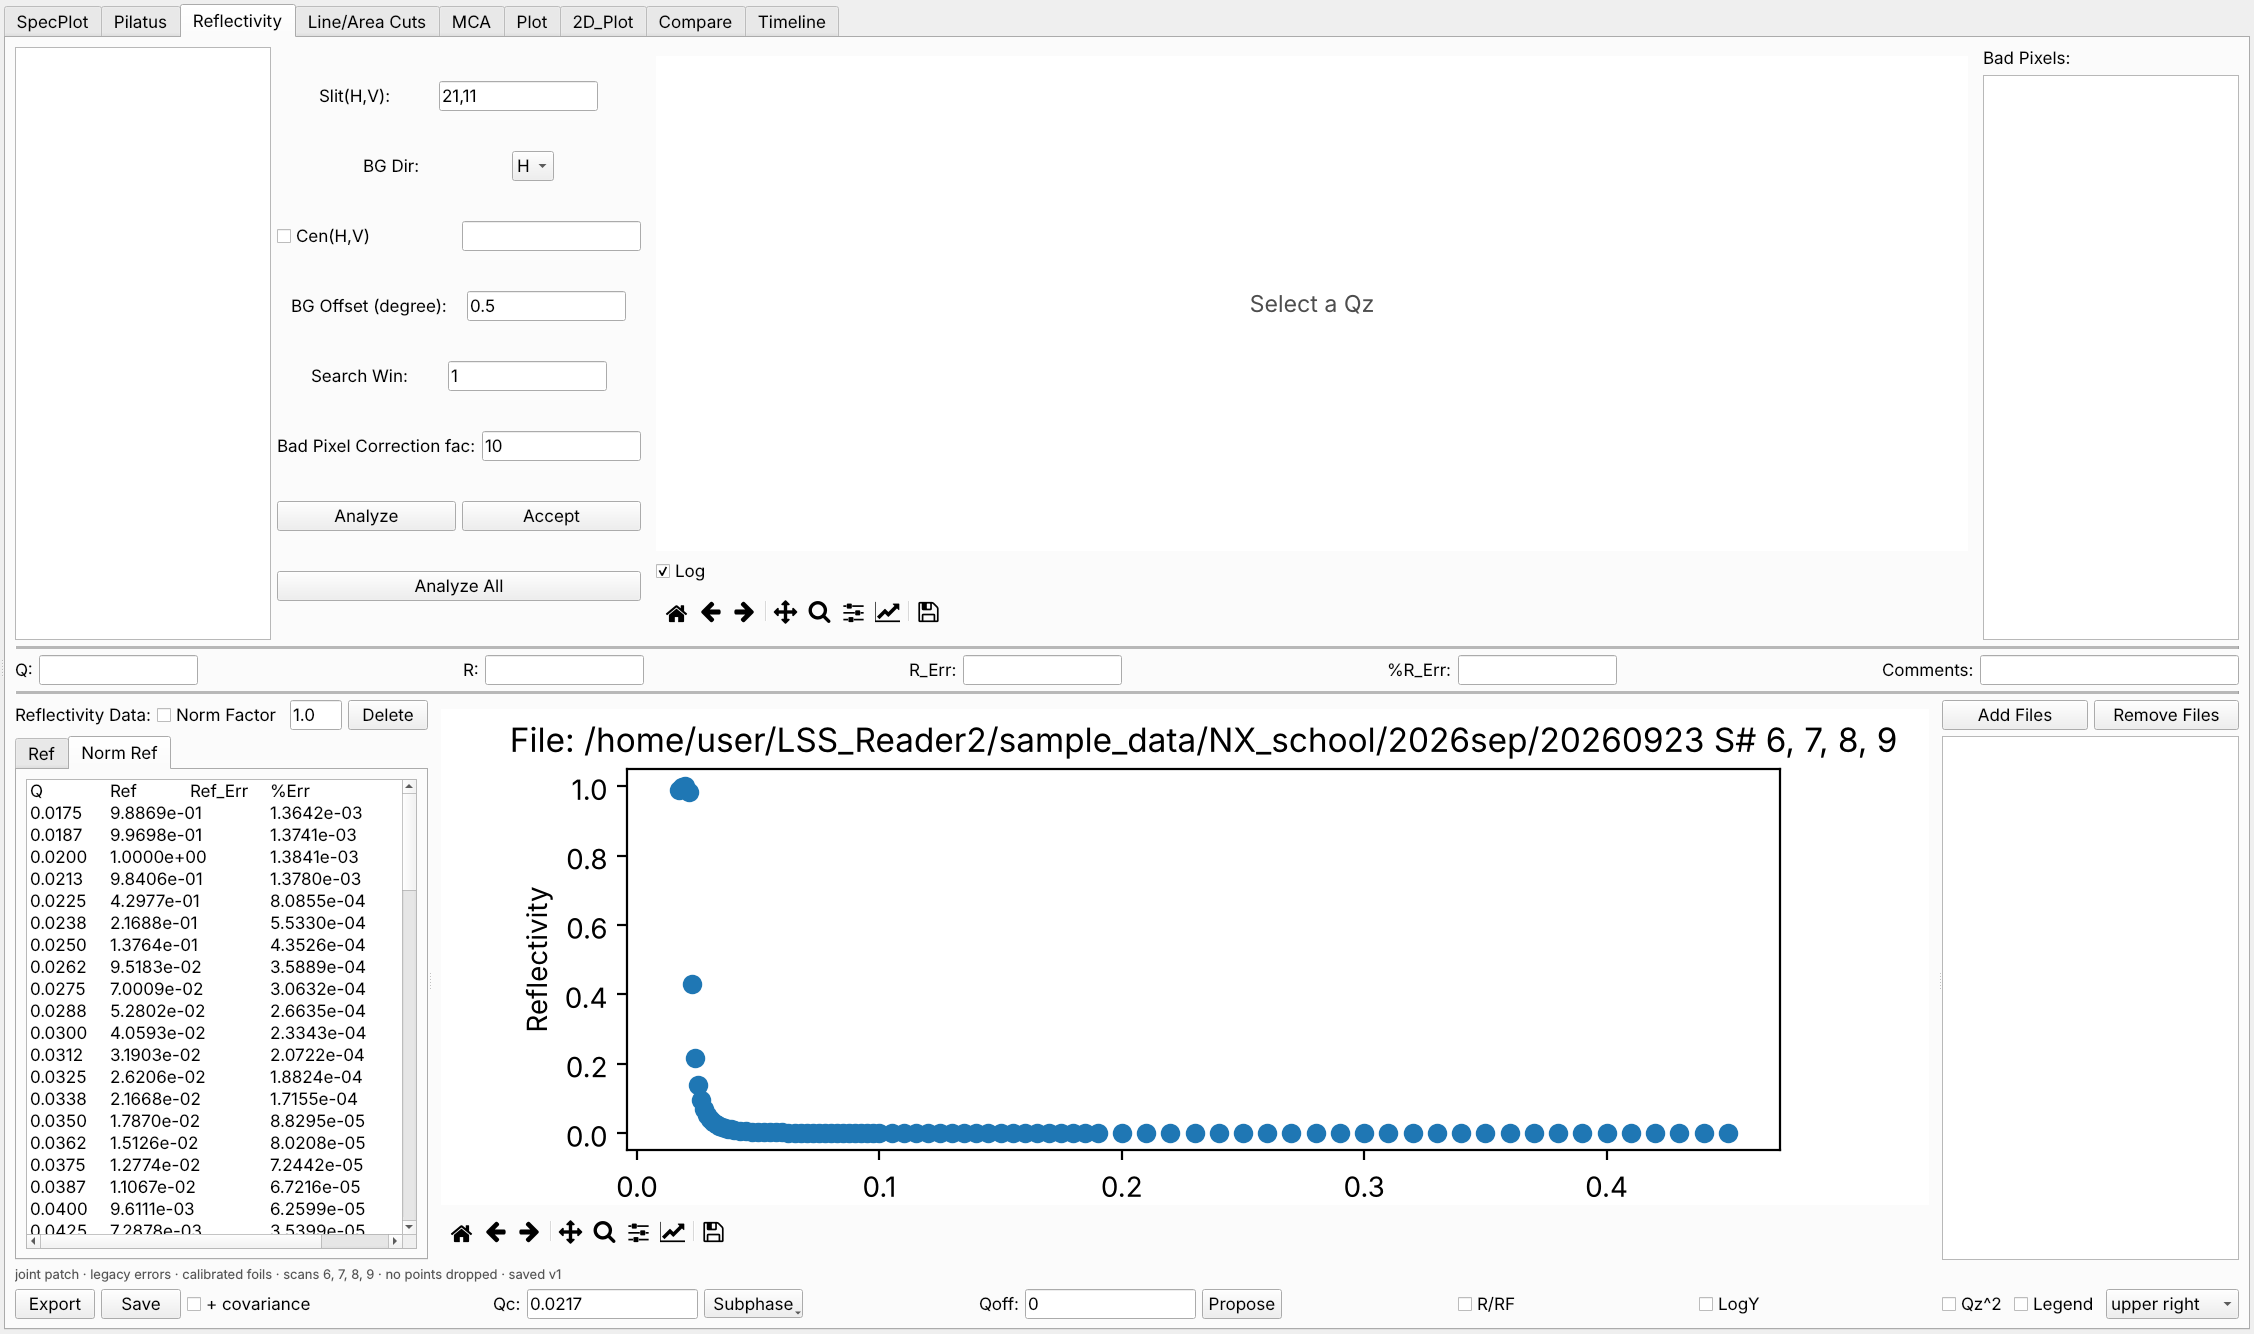 SpecPlot Pilatus Reflectivity Line/Area Cuts MCA Plot 2D_Plot Compare Timeline
Slit(H,V): 21,11
BG Dir: H
Cen(H,V)
BG Offset (degree): 0.5
Search Win: 1
Bad Pixel Correction fac: 10
Analyze Accept
Analyze All
Select a Qz
Log
Bad Pixels:
Q: R: R_Err: %R_Err: Comments:
Reflectivity Data: Norm Factor 1.0 Delete
Ref Norm Ref
Q Ref Ref_Err %Err
0.0175 9.8869e-01 1.3642e-03
0.0187 9.9698e-01 1.3741e-03
0.0200 1.0000e+00 1.3841e-03
0.0213 9.8406e-01 1.3780e-03
0.0225 4.2977e-01 8.0855e-04
0.0238 2.1688e-01 5.5330e-04
0.0250 1.3764e-01 4.3526e-04
0.0262 9.5183e-02 3.5889e-04
0.0275 7.0009e-02 3.0632e-04
0.0288 5.2802e-02 2.6635e-04
0.0300 4.0593e-02 2.3343e-04
0.0312 3.1903e-02 2.0722e-04
0.0325 2.6206e-02 1.8824e-04
0.0338 2.1668e-02 1.7155e-04
0.0350 1.7870e-02 8.8295e-05
0.0362 1.5126e-02 8.0208e-05
0.0375 1.2774e-02 7.2442e-05
0.0387 1.1067e-02 6.7216e-05
0.0400 9.6111e-03 6.2599e-05
0.0425 7.2878e-03 3.5399e-05
File: /home/user/LSS_Reader2/sample_data/NX_school/2026sep/20260923 S# 6, 7, 8, 9
Reflectivity
1.0
0.8
0.6
0.4
0.2
0.0
0.0 0.1 0.2 0.3 0.4
Add Files Remove Files
joint patch · legacy errors · calibrated foils · scans 6, 7, 8, 9 · no points dropped · saved v1
Export Save + covariance Qc: 0.0217 Subphase Qoff: 0 Propose R/RF LogY Qz^2 Legend upper right